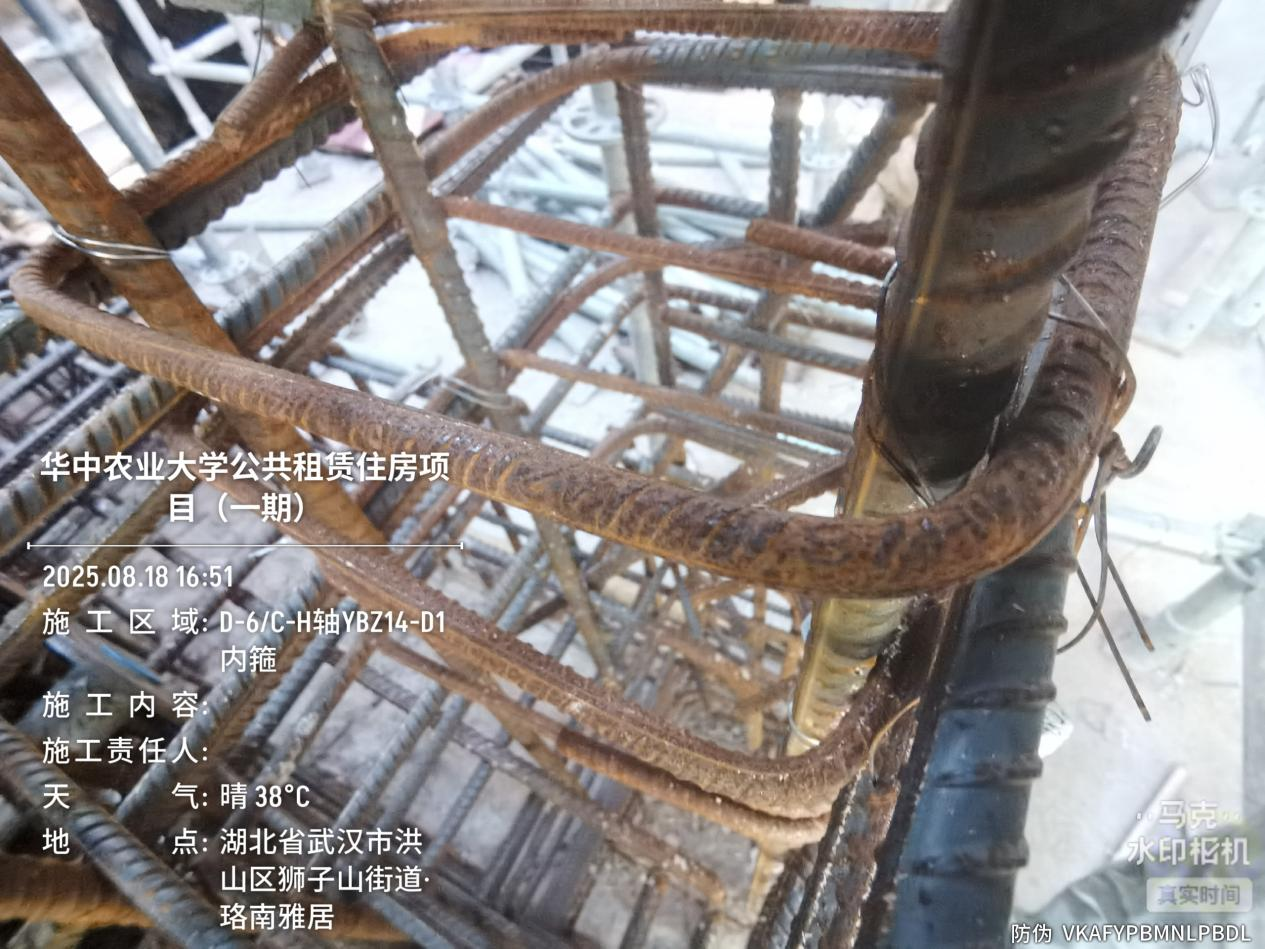 华中农业大学公共租赁住房项
目（一期）
2025.08.18 16:51
施工区域: D-6/C-H轴YBZ14-D1
内箍
施工内容:
施工责任人:
天气: 晴 38°C
地点: 湖北省武汉市洪
山区狮子山街道·
珞南雅居
马克
水印相机
真实时间
防伪 VKAFYPBMNLPBDL